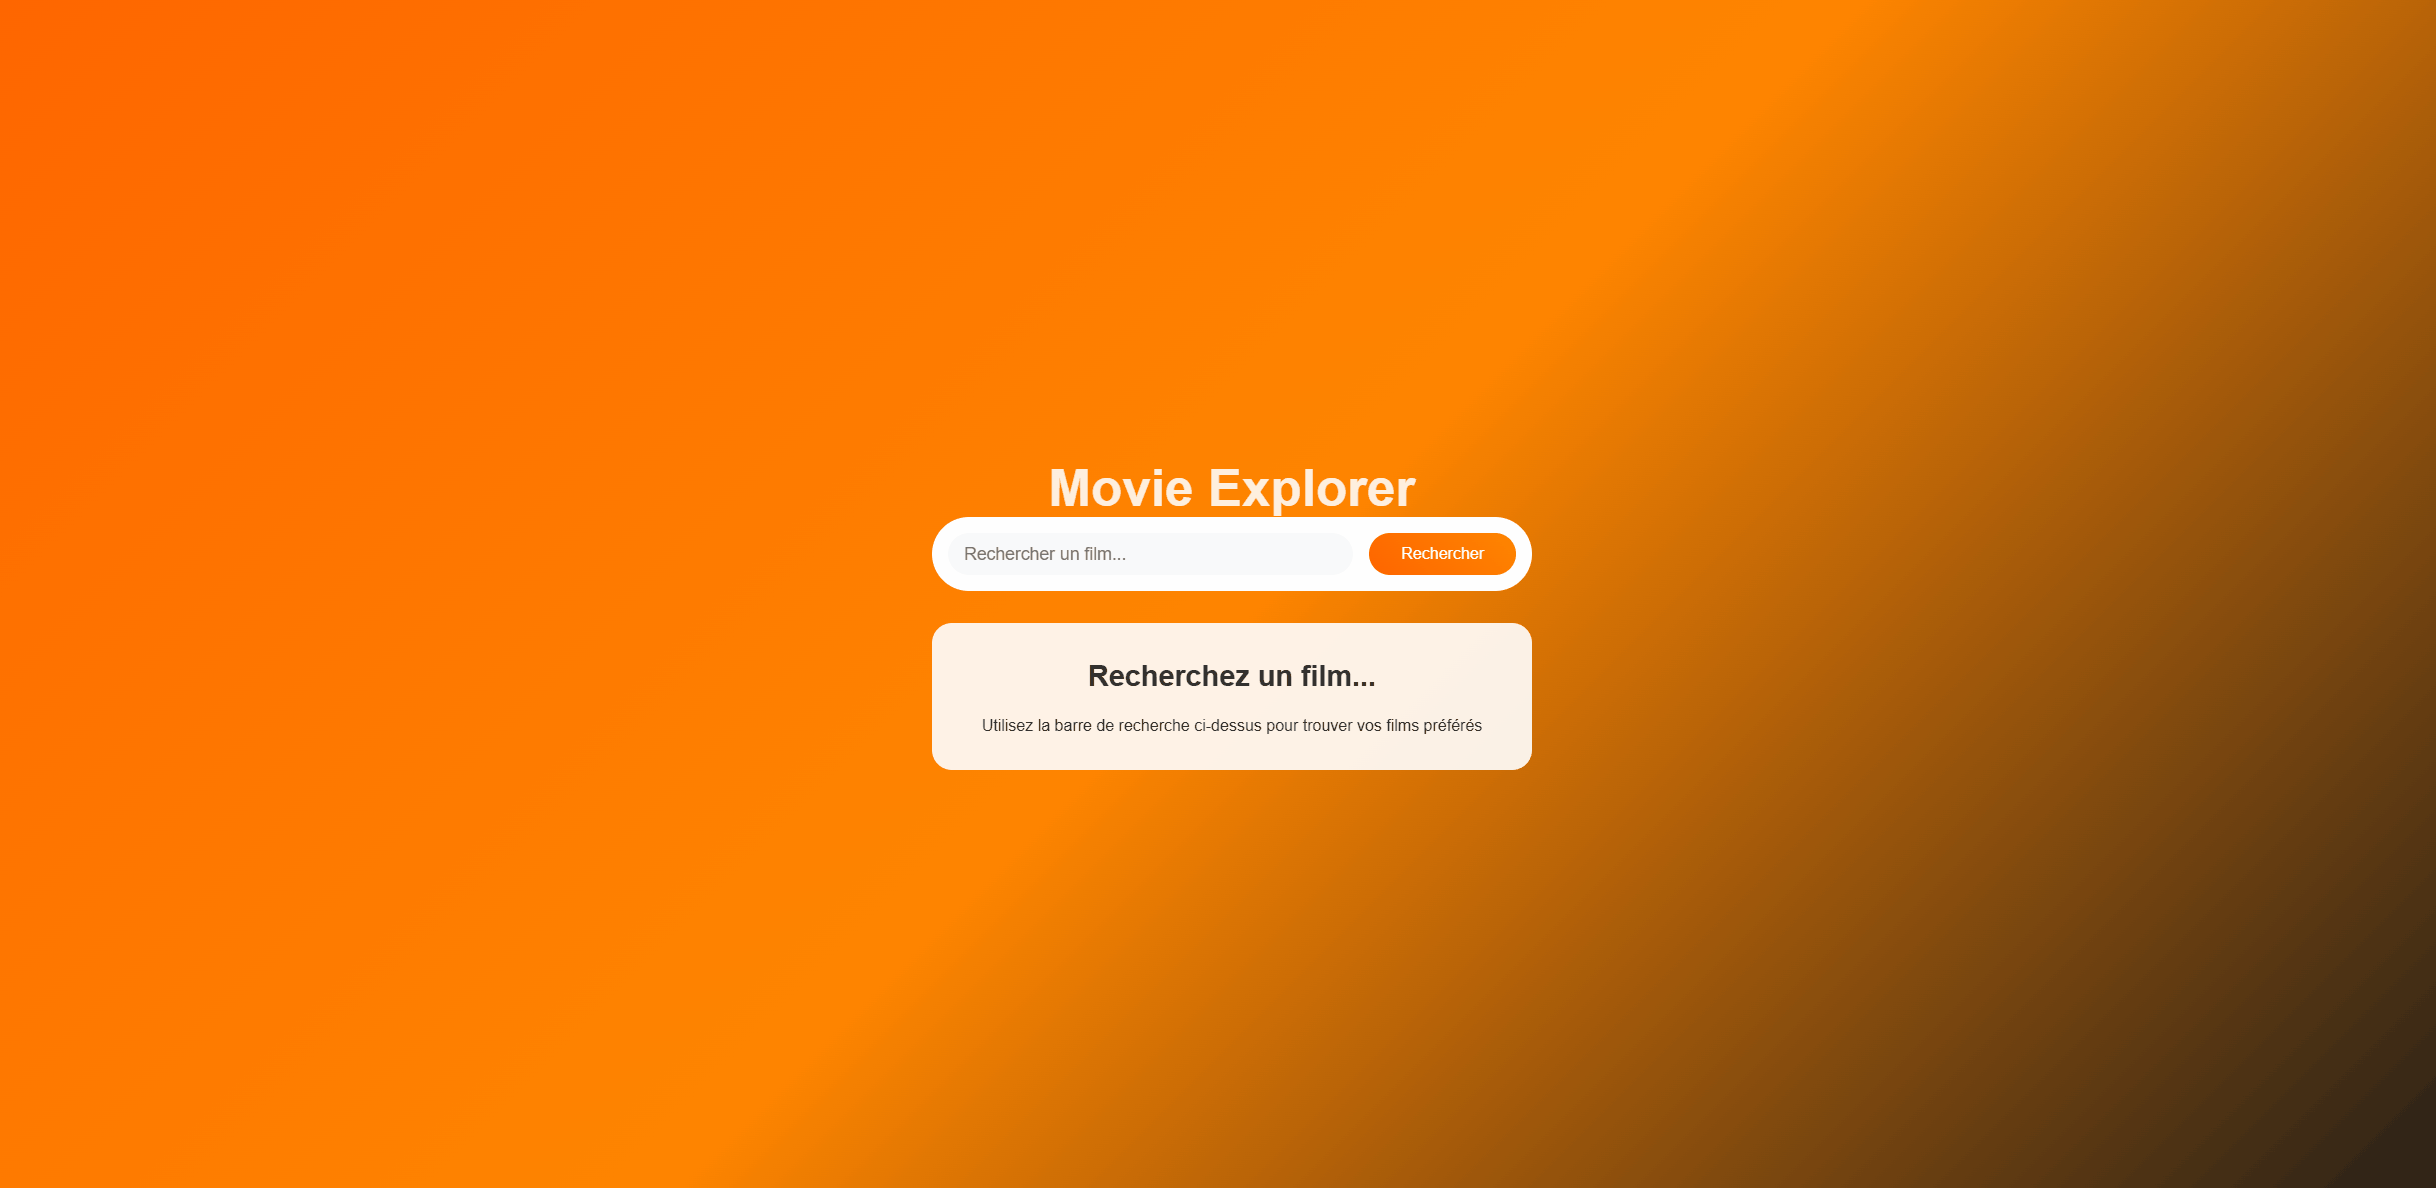 Movie Explorer
Rechercher un film...
Rechercher
Recherchez un film...
Utilisez la barre de recherche ci-dessus pour trouver vos films préférés